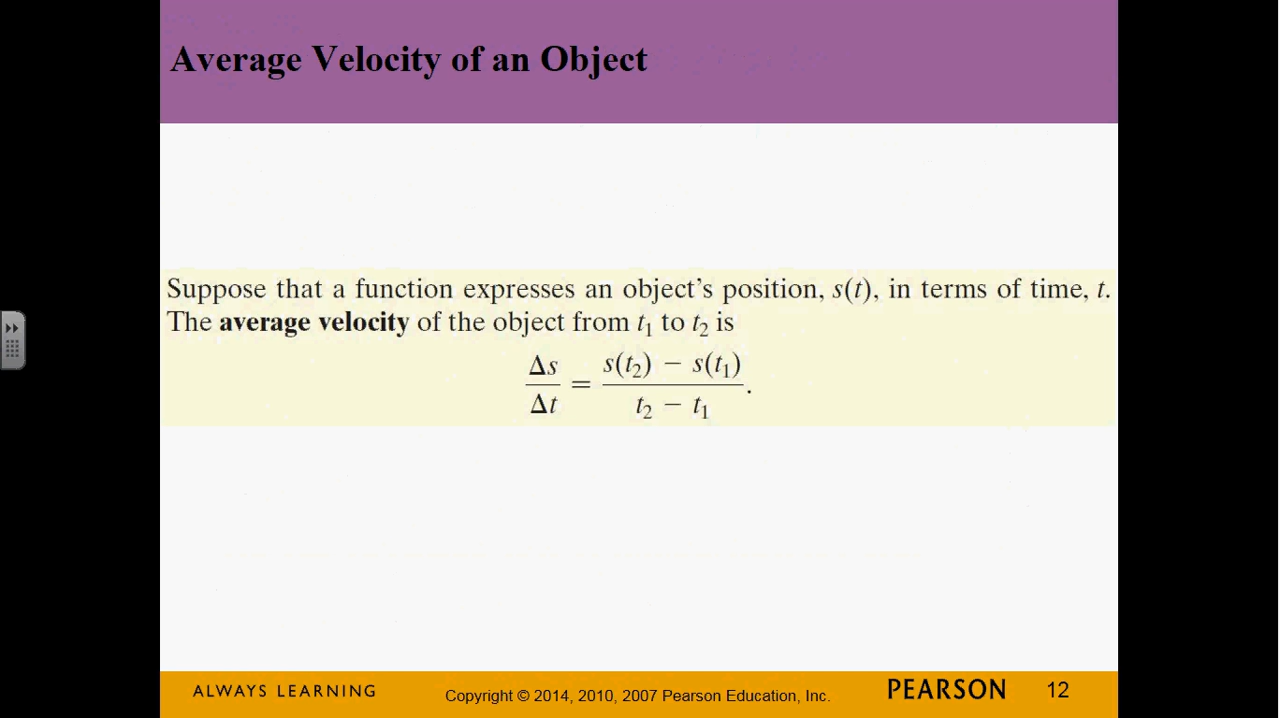 Average Velocity of an Object
Suppose that a function expresses an object's position, s(t), in terms of time, t.
The average velocity of the object from t₁ to t₂ is
Δs/Δt = (s(t₂) − s(t₁))/(t₂ − t₁).
ALWAYS LEARNING Copyright © 2014, 2010, 2007 Pearson Education, Inc. PEARSON 12